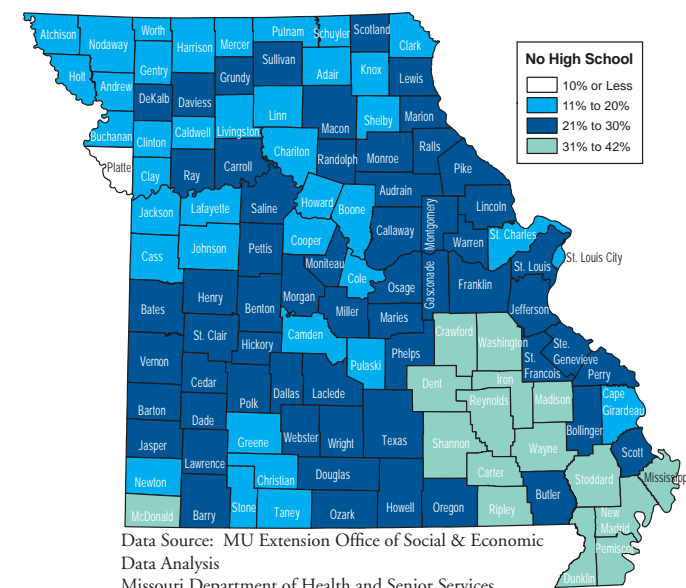 No High School
10% or Less
11% to 20%
21% to 30%
31% to 42%
Atchison
Nodaway
Worth
Harrison
Mercer
Putnam
Schuyler
Scotland
Clark
Holt
Andrew
Gentry
Grundy
Sullivan
Adair
Knox
Lewis
DeKalb
Daviess
Buchanan
Clinton
Caldwell
Livingston
Linn
Macon
Shelby
Marion
Platte
Clay
Ray
Carroll
Chariton
Randolph
Monroe
Ralls
Pike
Jackson
Lafayette
Saline
Howard
Boone
Audrain
Callaway
Montgomery
Lincoln
Warren
St. Charles
St. Louis
St. Louis City
Cass
Johnson
Pettis
Cooper
Moniteau
Cole
Osage
Gasconade
Franklin
Jefferson
Bates
Henry
Benton
Morgan
Miller
Maries
St. Clair
Hickory
Camden
Pulaski
Phelps
Crawford
Washington
St.
Francois
Ste.
Genevieve
Perry
Vernon
Cedar
Polk
Dallas
Laclede
Dent
Iron
Reynolds
Madison
Cape
Girardeau
Bollinger
Barton
Dade
Greene
Webster
Wright
Texas
Shannon
Wayne
Scott
Jasper
Lawrence
Christian
Douglas
Carter
Butler
Stoddard
Mississipp
Newton
McDonald
Barry
Stone
Taney
Ozark
Howell
Oregon
Ripley
New
Madrid
Pemiscot
Dunklin
Data Source: MU Extension Office of Social & Economic
Data Analysis
Missouri Department of Health and Senior Services